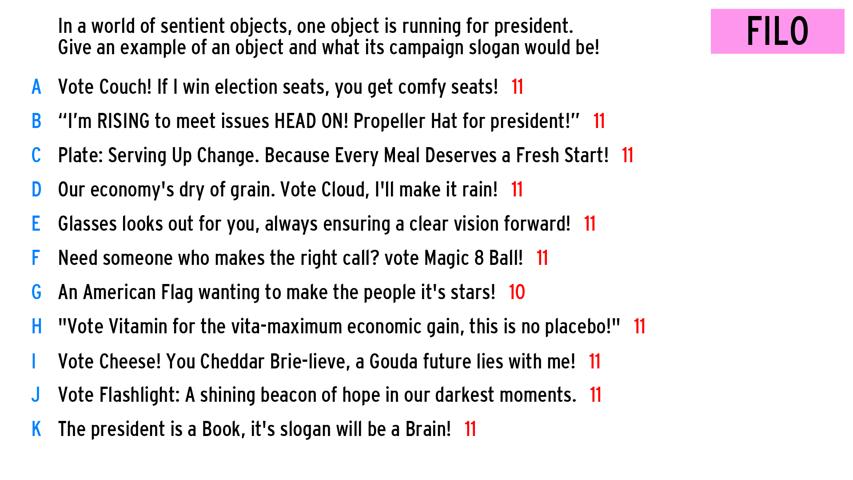 In a world of sentient objects, one object is running for president.
Give an example of an object and what its campaign slogan would be!
FILO
A Vote Couch! If I win election seats, you get comfy seats! 11
B “I’m RISING to meet issues HEAD ON! Propeller Hat for president!” 11
C Plate: Serving Up Change. Because Every Meal Deserves a Fresh Start! 11
D Our economy's dry of grain. Vote Cloud, I'll make it rain! 11
E Glasses looks out for you, always ensuring a clear vision forward! 11
F Need someone who makes the right call? vote Magic 8 Ball! 11
G An American Flag wanting to make the people it's stars! 10
H "Vote Vitamin for the vita-maximum economic gain, this is no placebo!" 11
I Vote Cheese! You Cheddar Brie-lieve, a Gouda future lies with me! 11
J Vote Flashlight: A shining beacon of hope in our darkest moments. 11
K The president is a Book, it's slogan will be a Brain! 11